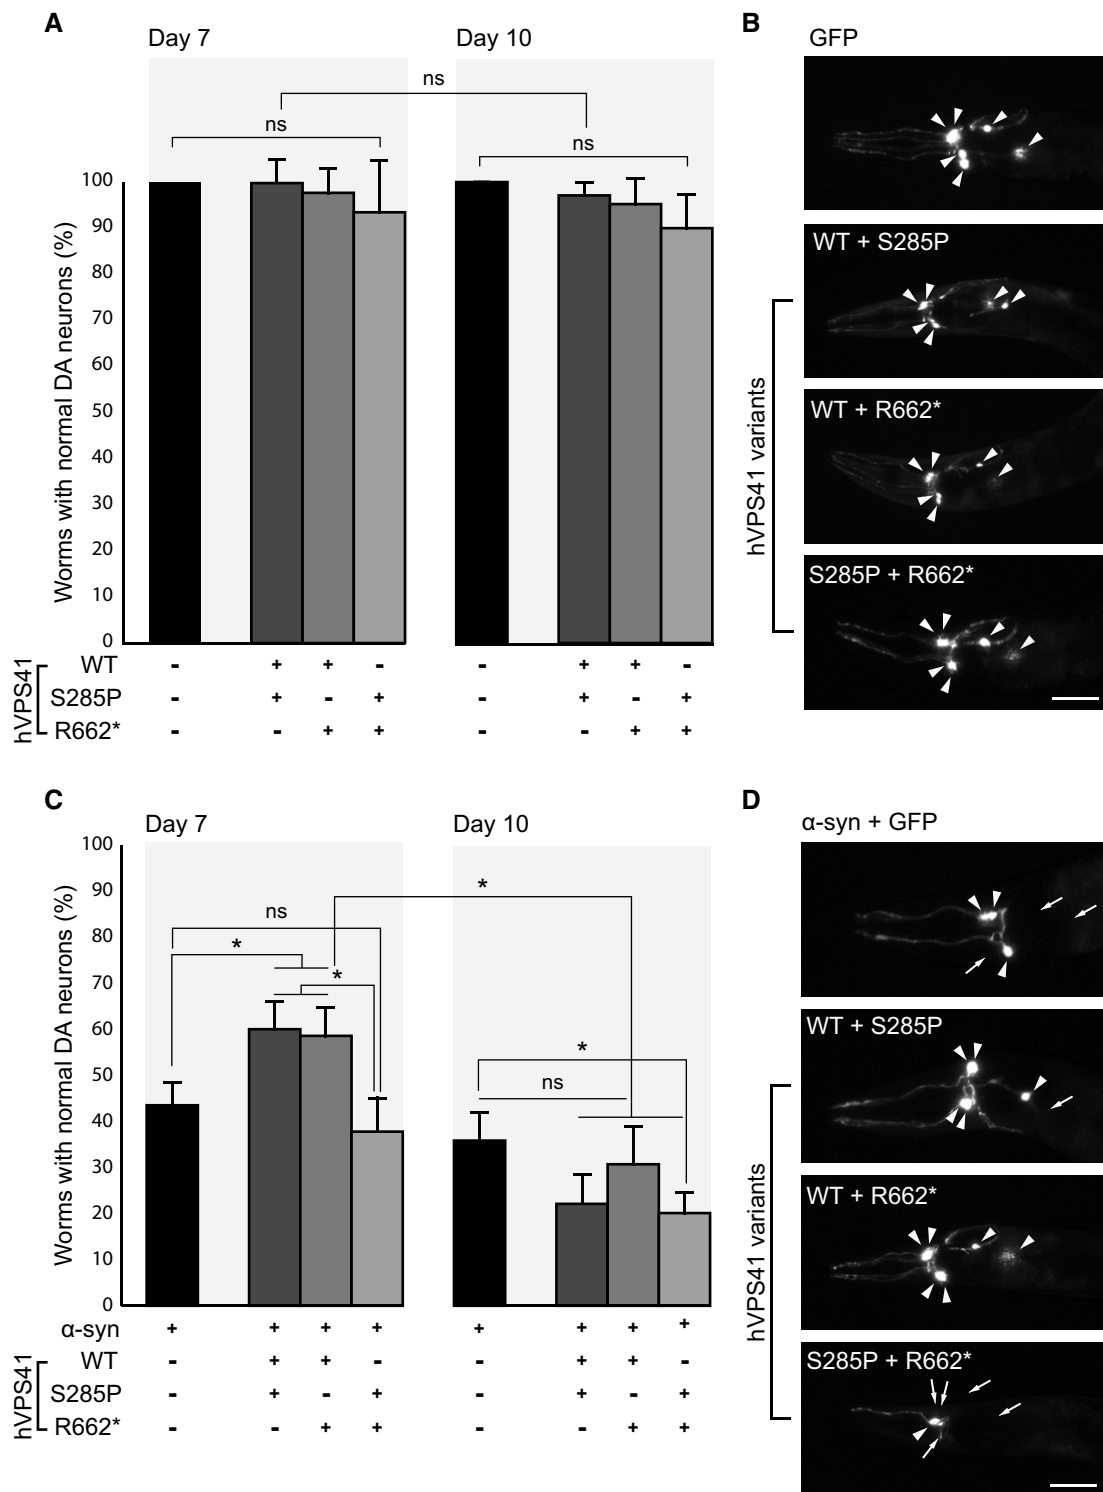 A
Day 7
Day 10
ns
ns
ns
Worms with normal DA neurons (%)
100
90
80
70
60
50
40
30
20
10
0
hVPS41
WT - + + - - + + -
S285P - + - + - + - +
R662* - - + + - - + +
B
GFP
WT + S285P
WT + R662*
S285P + R662*
hVPS41 variants
C
Day 7
Day 10
*
ns
*
*
*
ns
Worms with normal DA neurons (%)
100
90
80
70
60
50
40
30
20
10
0
α-syn + + + + + + + +
hVPS41
WT - + + - - + + -
S285P - + - + - + - +
R662* - - + + - - + +
D
α-syn + GFP
WT + S285P
WT + R662*
S285P + R662*
hVPS41 variants